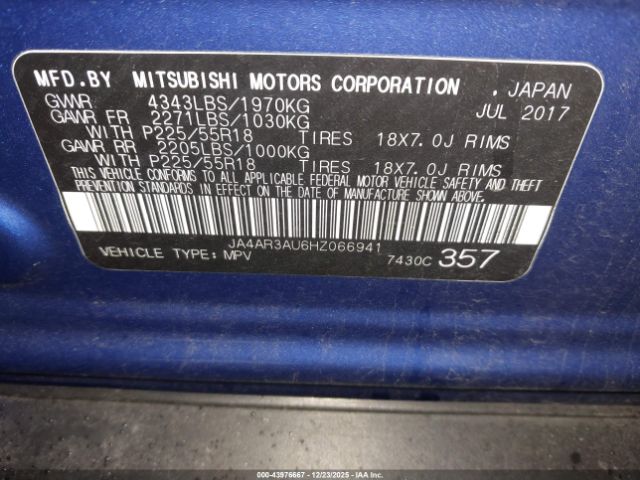 MFD.BY MITSUBISHI MOTORS CORPORATION . JAPAN
GVWR 4343LBS/1970KG JUL 2017
GAWR FR 2271LBS/1030KG
WITH P225/55R18 TIRES 18X7.0J RIMS
GAWR RR 2205LBS/1000KG
WITH P225/55R18 TIRES 18X7.0J RIMS
THIS VEHICLE CONFORMS TO ALL APPLICABLE FEDERAL MOTOR VEHICLE SAFETY AND THEFT
PREVENTION STANDARDS IN EFFECT ON THE DATE OF MANUFACTURE SHOWN ABOVE.
JA4AR3AU6HZ066941
VEHICLE TYPE: MPV 7430C 357
IAA 43976667 | 12/23/2025 | IAAI.COM